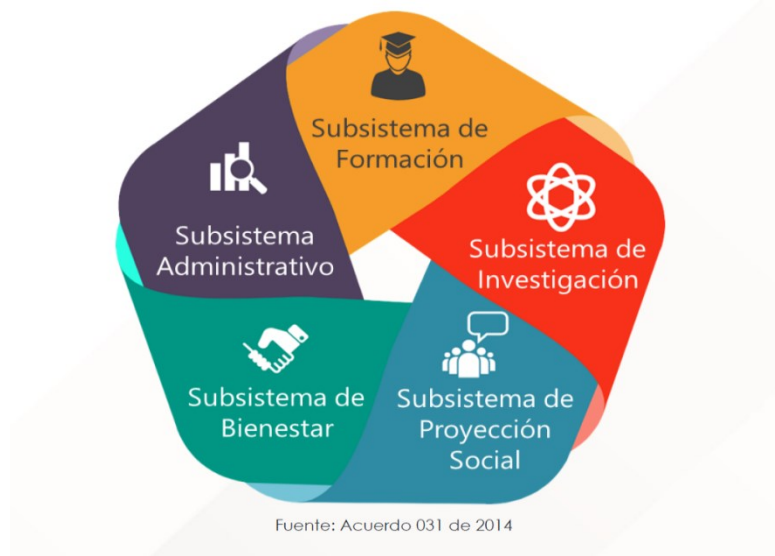 Subsistema de
Formación
Subsistema
Administrativo
Subsistema de
Investigación
Subsistema de
Bienestar
Subsistema de
Proyección
Social
Fuente: Acuerdo 031 de 2014